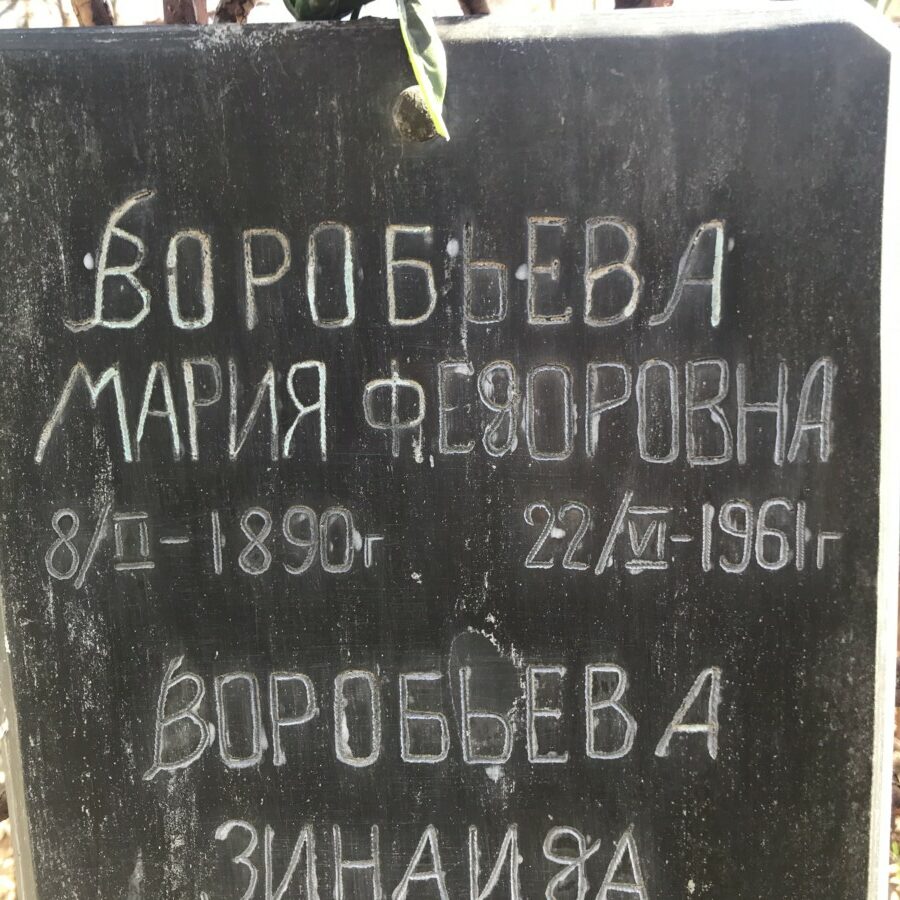 ВОРОБЬЕВА
МАРИЯ ФЕДОРОВНА
8/II-1890г 22/VI-1961г
ВОРОБЬЕВА
ЗИНАИДА